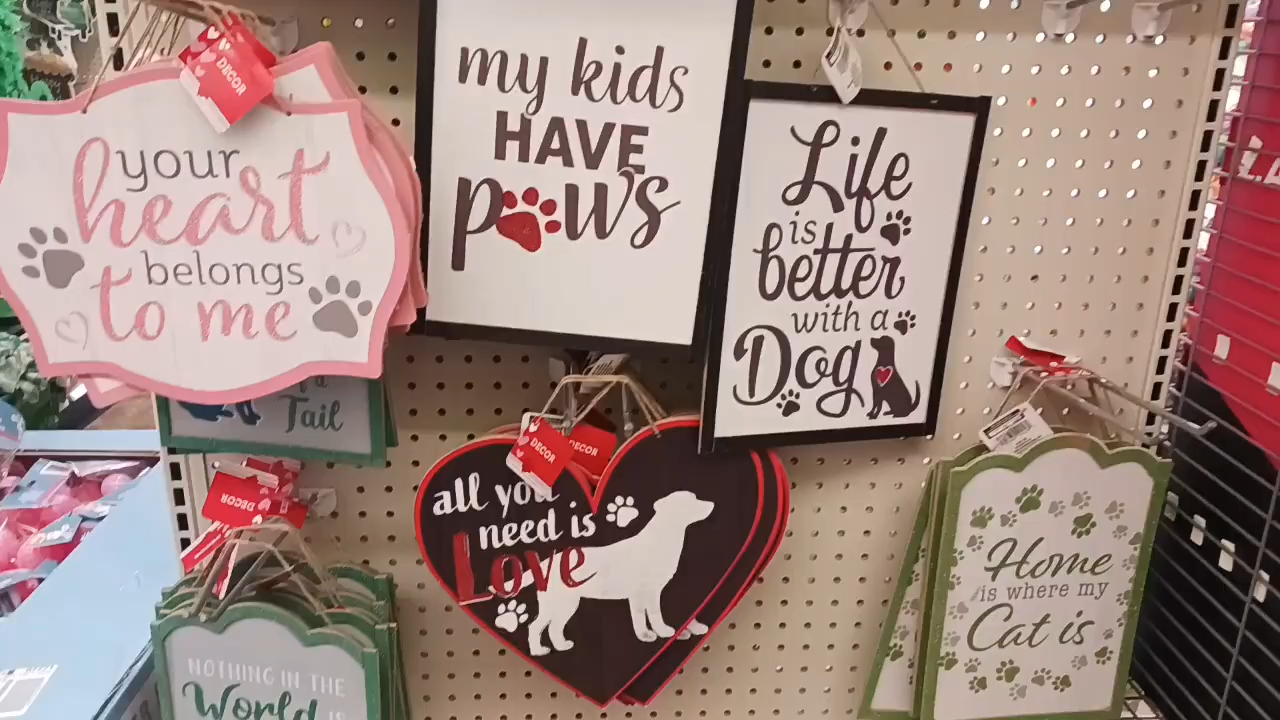 DECOR
your
heart
belongs
to me
my kids
HAVE
paws
Life
is
better
with a
Dog
Tail
DECOR
DECOR
all you
need is
Love
DECOR
NOTHING IN THE
World IS
Home
is where my
Cat is